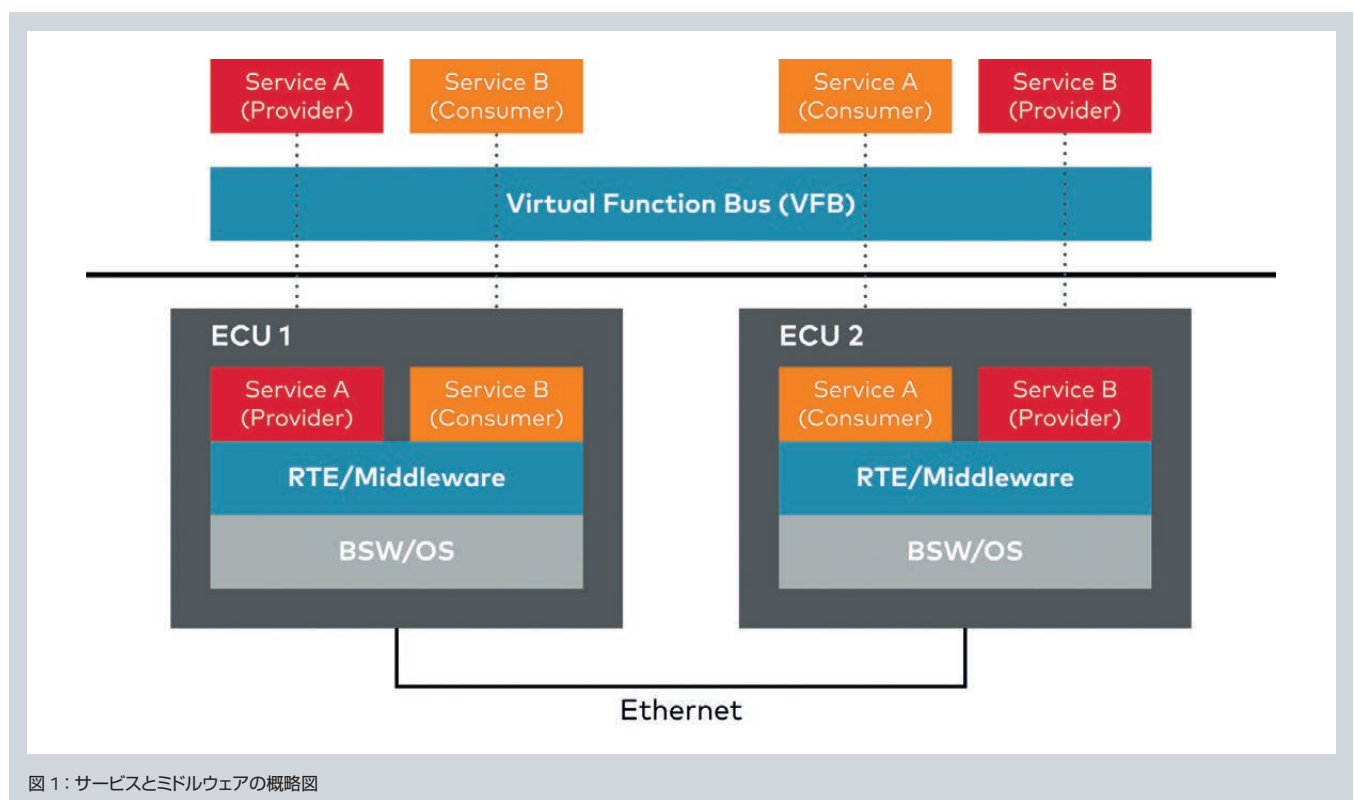 Service A
(Provider)
Service B
(Consumer)
Service A
(Consumer)
Service B
(Provider)
Virtual Function Bus (VFB)
ECU 1
Service A
(Provider)
Service B
(Consumer)
RTE/Middleware
BSW/OS
ECU 2
Service A
(Consumer)
Service B
(Provider)
RTE/Middleware
BSW/OS
Ethernet
図 1：サービスとミドルウェアの概略図